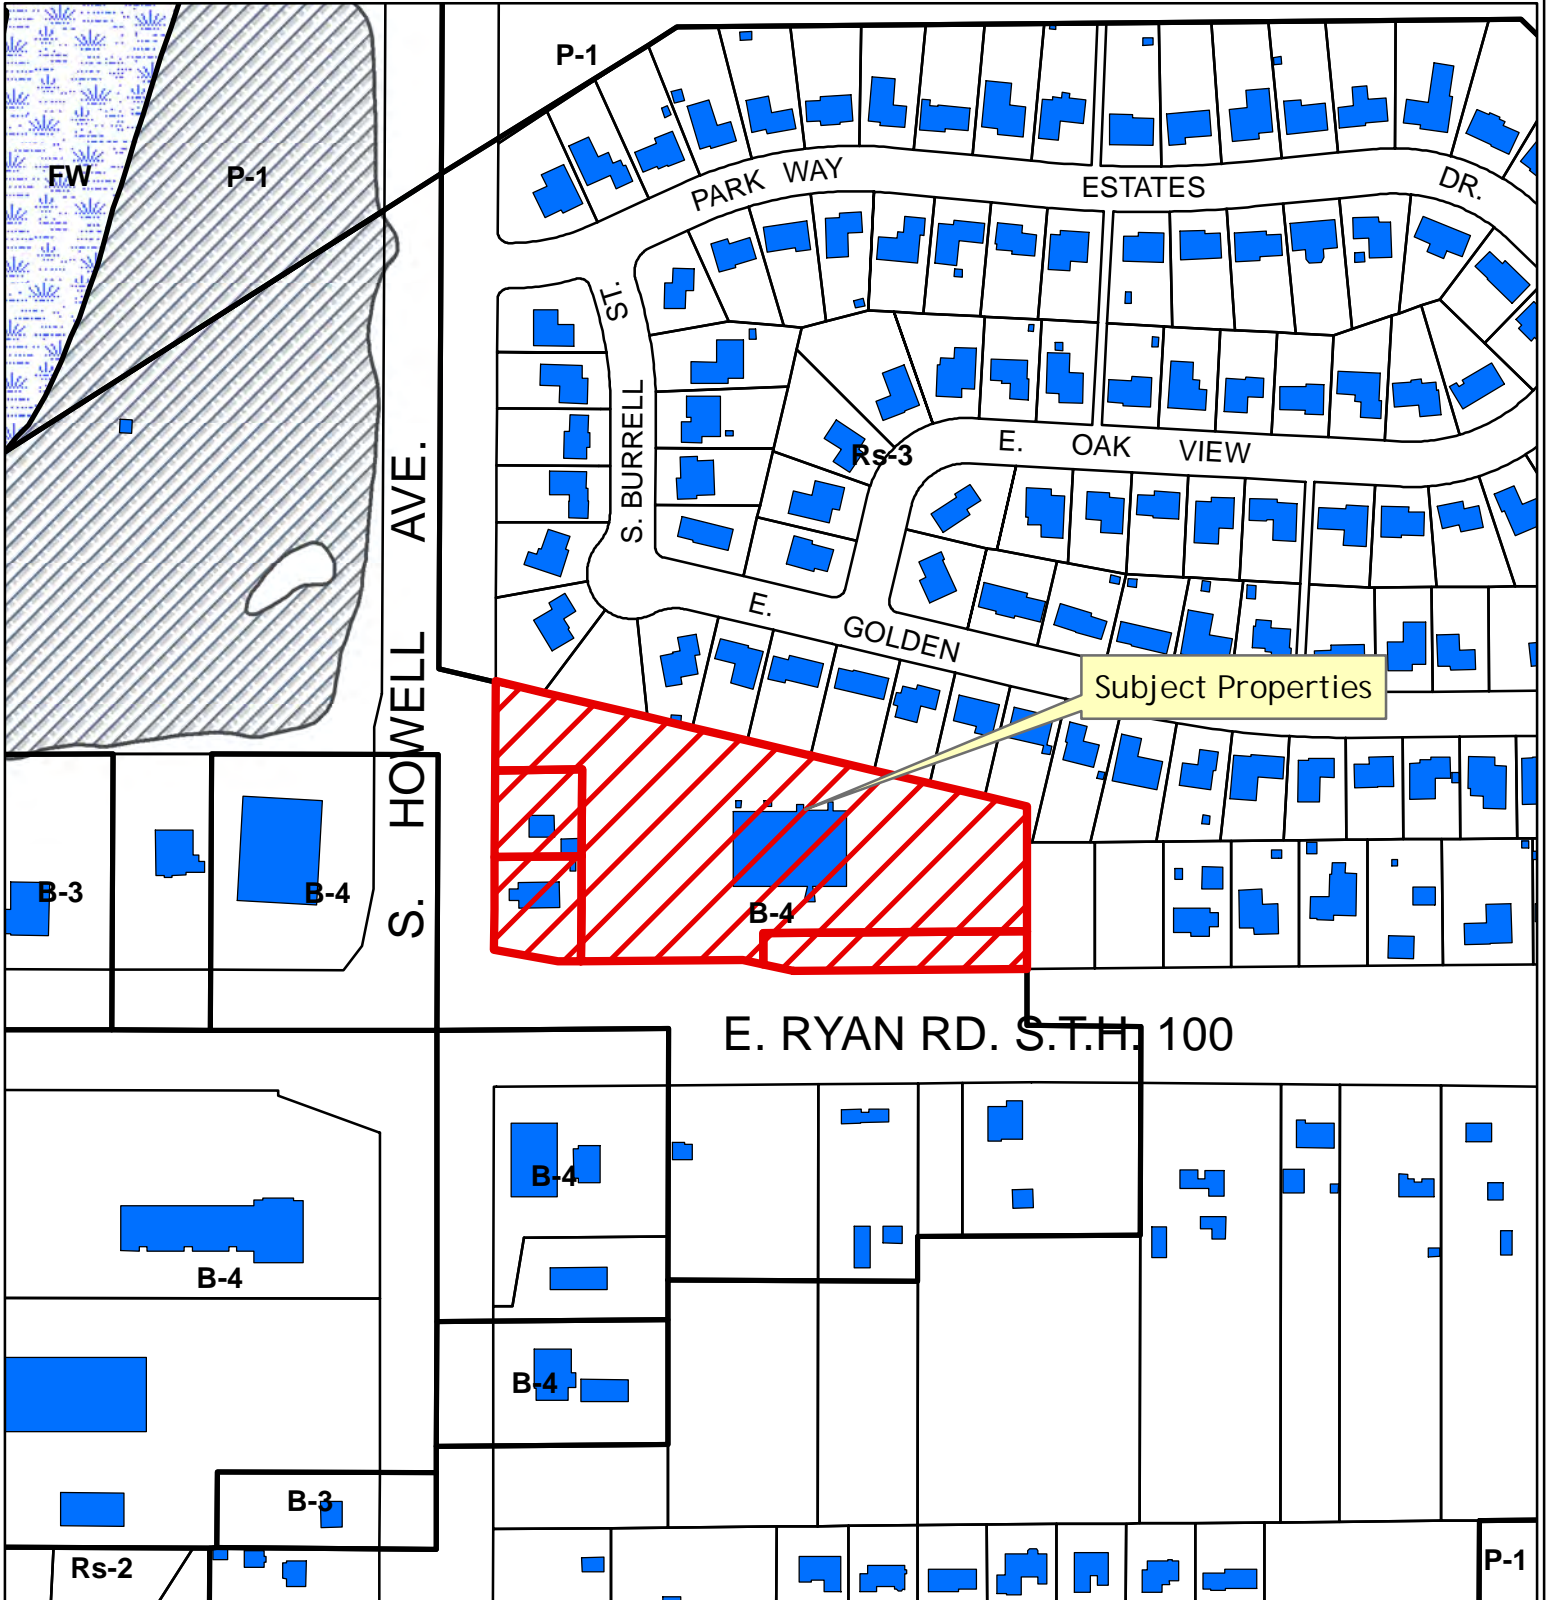 P-1
FW
P-1
PARK WAY
ESTATES
DR.
S. BURRELL ST.
S. HOWELL AVE.
Rs-3
E. OAK VIEW
E. GOLDEN
Subject Properties
B-3
B-4
B-4
E. RYAN RD. S.T.H. 100
B-4
B-4
B-4
B-3
Rs-2
P-1